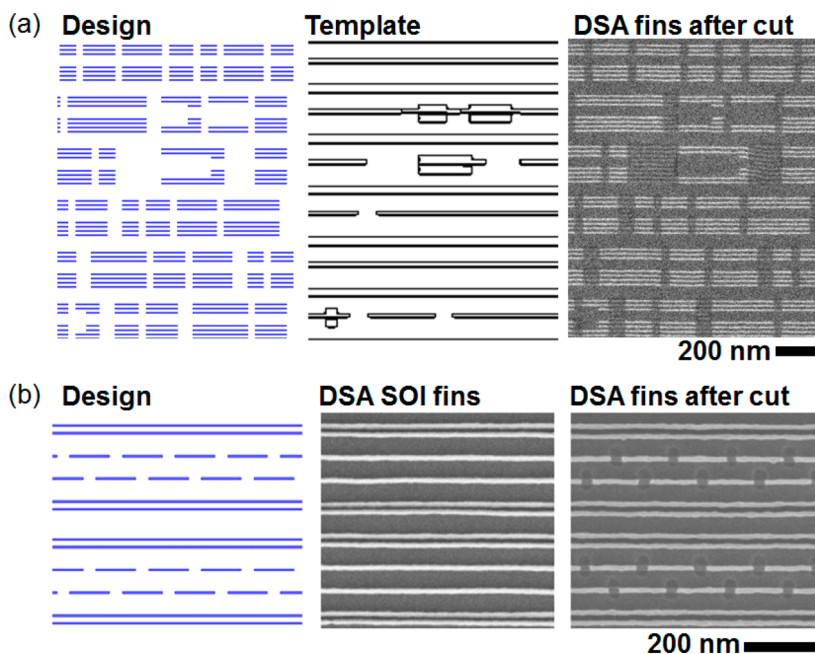 (a) Design Template DSA fins after cut
200 nm
(b) Design DSA SOI fins DSA fins after cut
200 nm